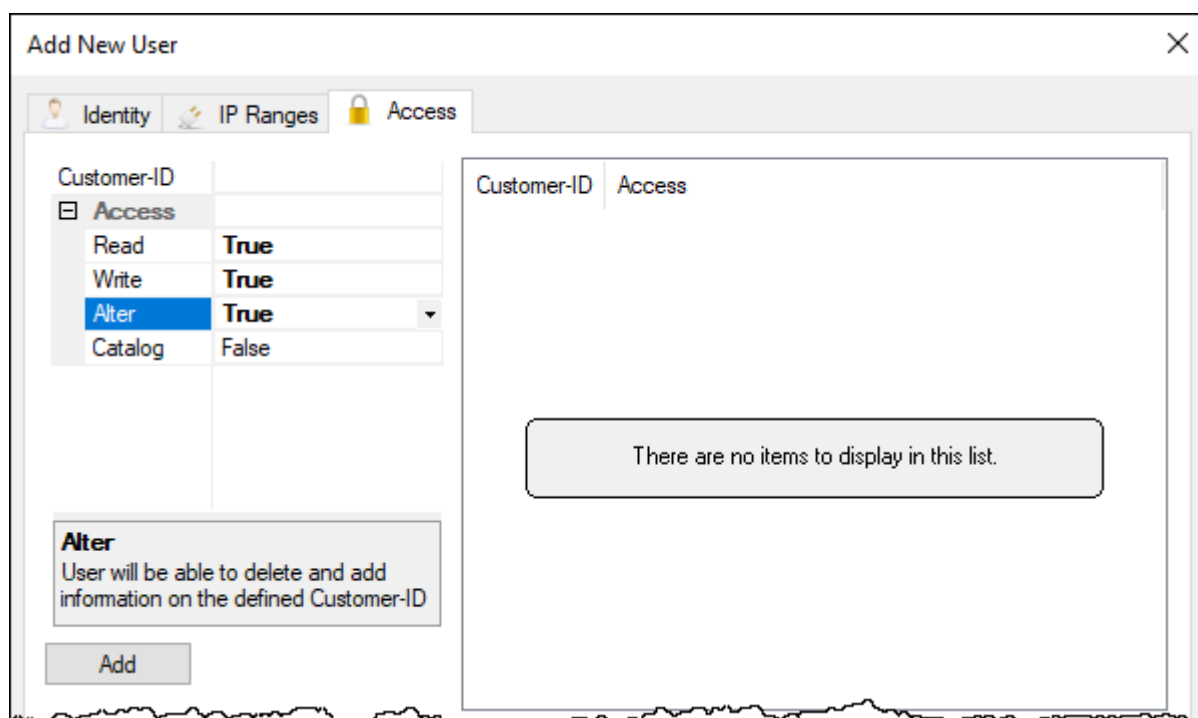 Add New User
Identity
IP Ranges
Access
Customer-ID
Access
Read True
Write True
Alter True
Catalog False
Alter
User will be able to delete and add
information on the defined Customer-ID
Add
Customer-ID Access
There are no items to display in this list.